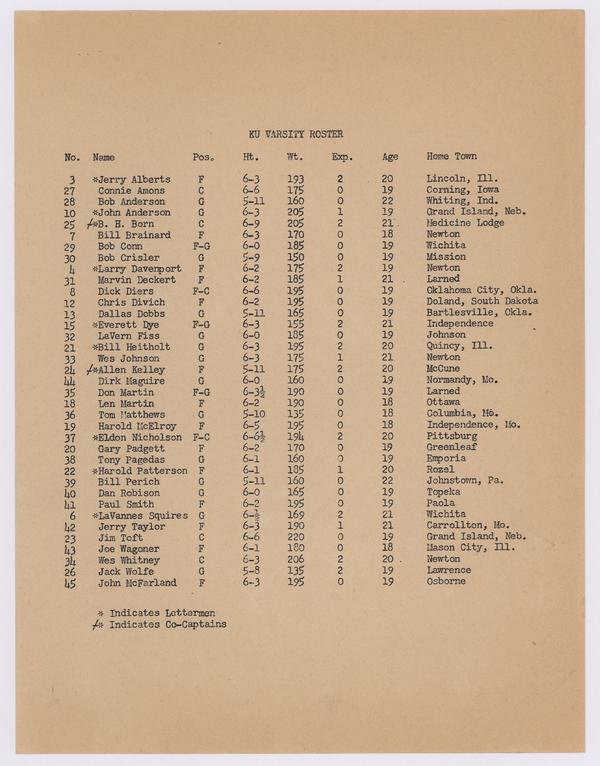 KU VARSITY ROSTER
No. Name Pos. Ht. Wt. Exp. Age Home Town
3 *Jerry Alberts F 6-3 193 2 20 Lincoln, Ill.
27 Connie Amons C 6-6 175 0 19 Corning, Iowa
28 Bob Anderson G 5-11 160 0 22 Whiting, Ind.
10 *John Anderson G 6-3 205 1 19 Grand Island, Neb.
25 /*B. H. Born C 6-9 205 2 21 Medicine Lodge
7 Bill Brainard F 6-3 170 0 18 Newton
29 Bob Conn F-G 6-0 185 0 19 Wichita
30 Bob Crisler G 5-9 150 0 19 Mission
4 *Larry Davenport F 6-2 175 2 19 Newton
31 Marvin Deckert F 6-2 185 1 21 Larned
8 Dick Diers F-C 6-6 195 0 19 Oklahoma City, Okla.
12 Chris Divich F 6-2 195 0 19 Doland, South Dakota
13 Dallas Dobbs G 5-11 165 0 19 Bartlesville, Okla.
15 *Everett Dye F-G 6-3 155 2 21 Independence
32 LaVern Fiss G 6-0 185 0 19 Johnson
21 *Bill Heitholt G 6-3 195 2 20 Quincy, Ill.
33 Wes Johnson G 6-3 175 1 21 Newton
24 /*Allen Kelley F 5-11 175 2 20 McCune
44 Dirk Maguire G 6-0 160 0 19 Normandy, Mo.
35 Don Martin F-G 6-3½ 190 0 19 Larned
18 Len Martin F 6-2 190 0 18 Ottawa
36 Tom Matthews G 5-10 135 0 18 Columbia, Mo.
19 Harold McElroy F 6-5 195 0 18 Independence, Mo.
37 *Eldon Nicholson F-C 6-6½ 194 2 20 Pittsburg
20 Gary Padgett F 6-2 170 0 19 Greenleaf
38 Tony Pagedas G 6-1 160 0 19 Emporia
22 *Harold Patterson F 6-1 185 1 20 Rozel
39 Bill Perich G 5-11 160 0 22 Johnstown, Pa.
40 Dan Robison G 6-0 165 0 19 Topeka
41 Paul Smith F 6-2 195 0 19 Paola
6 *LaVannes Squires G 6-½ 169 2 21 Wichita
42 Jerry Taylor F 6-3 190 1 21 Carrollton, Mo.
23 Jim Toft C 6-6 220 0 19 Grand Island, Neb.
43 Joe Wagoner F 6-1 180 0 18 Mason City, Ill.
34 Wes Whitney C 6-3 206 2 20 Newton
26 Jack Wolfe G 5-8 135 2 19 Lawrence
45 John McFarland F 6-3 195 0 19 Osborne
* Indicates Lettermen
/* Indicates Co-Captains